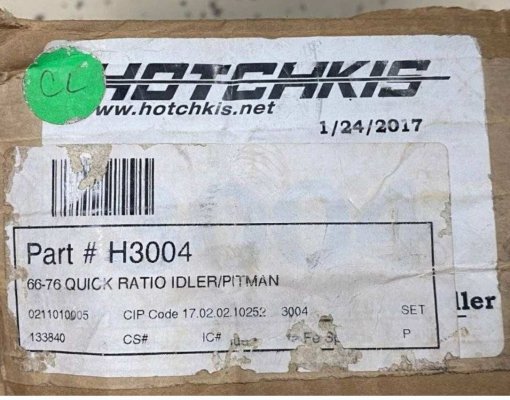 CL
HOTCHKIS
www.hotchkis.net
1/24/2017
Part # H3004
66-76 QUICK RATIO IDLER/PITMAN
0211010005 CIP Code 17.02.02.10252 3004 SET
133840 CS# IC# P
ller